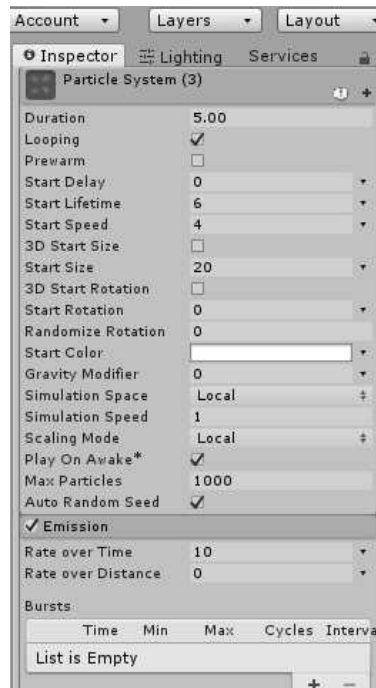 Account Layers Layout
Inspector Lighting Services
Particle System (3)
Duration 5.00
Looping
Prewarm
Start Delay 0
Start Lifetime 6
Start Speed 4
3D Start Size
Start Size 20
3D Start Rotation
Start Rotation 0
Randomize Rotation 0
Start Color
Gravity Modifier 0
Simulation Space Local
Simulation Speed 1
Scaling Mode Local
Play On Awake*
Max Particles 1000
Auto Random Seed
Emission
Rate over Time 10
Rate over Distance 0
Bursts
Time Min Max Cycles Interva
List is Empty